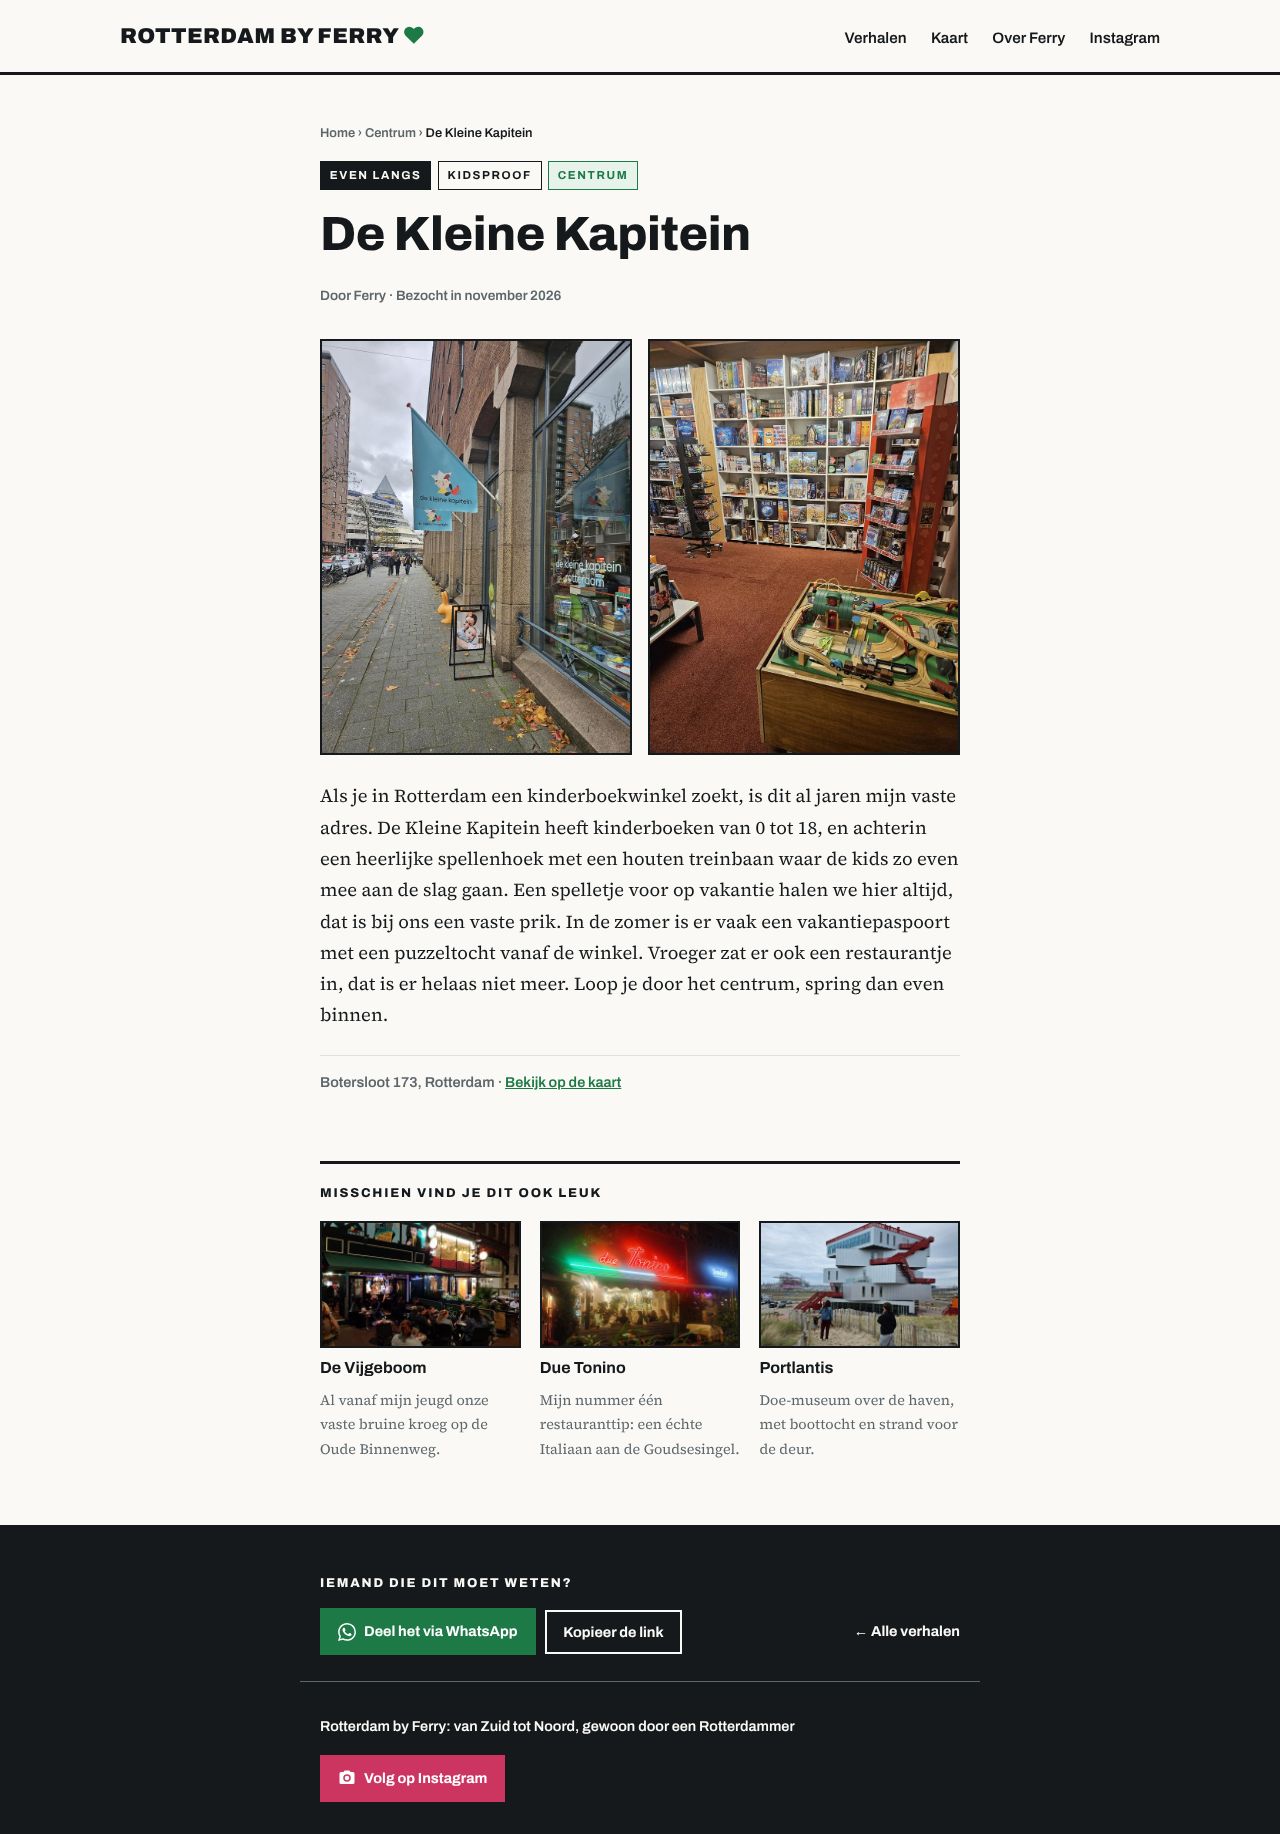 ROTTERDAM BY FERRY
Verhalen Kaart Over Ferry Instagram
Home › Centrum › De Kleine Kapitein
EVEN LANGS KIDSPROOF CENTRUM
De Kleine Kapitein
Door Ferry · Bezocht in november 2026
de kleine kapitein
de kleine kapitein
rotterdam
Als je in Rotterdam een kinderboekwinkel zoekt, is dit al jaren mijn vaste
adres. De Kleine Kapitein heeft kinderboeken van 0 tot 18, en achterin
een heerlijke spellenhoek met een houten treinbaan waar de kids zo even
mee aan de slag gaan. Een spelletje voor op vakantie halen we hier altijd,
dat is bij ons een vaste prik. In de zomer is er vaak een vakantiepaspoort
met een puzzeltocht vanaf de winkel. Vroeger zat er ook een restaurantje
in, dat is er helaas niet meer. Loop je door het centrum, spring dan even
binnen.
Botersloot 173, Rotterdam · Bekijk op de kaart
MISSCHIEN VIND JE DIT OOK LEUK
due Tonino
De Vijgeboom
Al vanaf mijn jeugd onze
vaste bruine kroeg op de
Oude Binnenweg.
Due Tonino
Mijn nummer één
restauranttip: een échte
Italiaan aan de Goudsesingel.
Portlantis
Doe-museum over de haven,
met boottocht en strand voor
de deur.
IEMAND DIE DIT MOET WETEN?
Deel het via WhatsApp Kopieer de link ← Alle verhalen
Rotterdam by Ferry: van Zuid tot Noord, gewoon door een Rotterdammer
Volg op Instagram